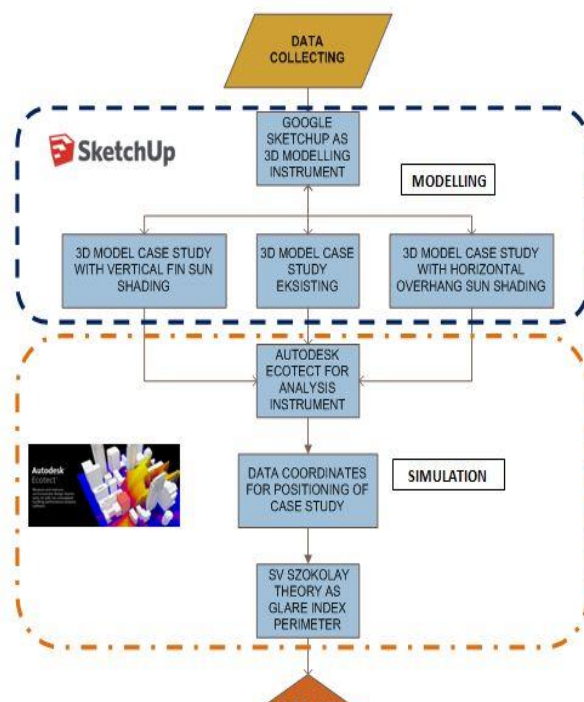 DATA
COLLECTING
GOOGLE
SKETCHUP AS
3D MODELLING
INSTRUMENT
SketchUp
MODELLING
3D MODEL CASE STUDY
WITH VERTICAL FIN SUN
SHADING
3D MODEL CASE
STUDY
EKSISTING
3D MODEL CASE STUDY
WITH HORIZONTAL
OVERHANG SUN SHADING
AUTODESK
ECOTECT FOR
ANALYSIS
INSTRUMENT
Autodesk
Ecotect
DATA COORDINATES
FOR POSITIONING OF
CASE STUDY
SIMULATION
SV SZOKOLAY
THEORY AS
GLARE INDEX
PERIMETER